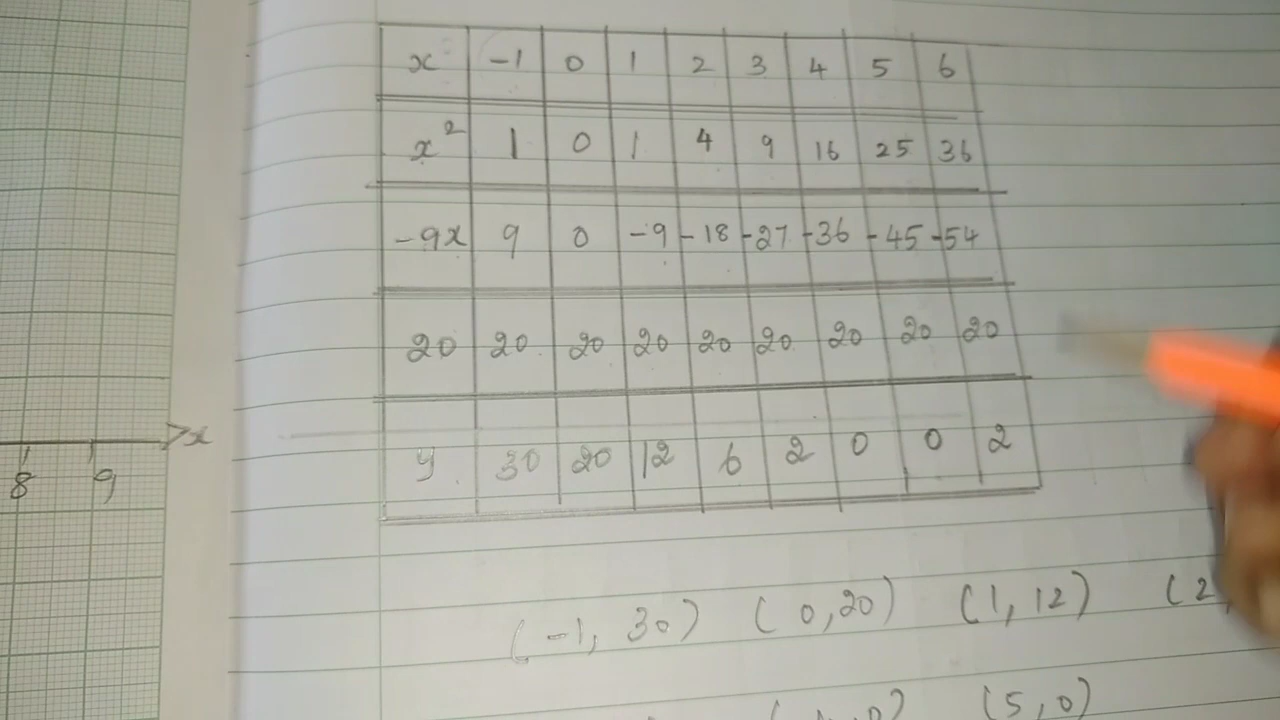 x -1 0 1 2 3 4 5 6
x² 1 0 1 4 9 16 25 36
-9x 9 0 -9 -18 -27 -36 -45 -54
20 20 20 20 20 20 20 20 20
y 30 20 12 6 2 0 0 2
x
8 9
(-1, 30) (0,20) (1, 12) (2,
0) (5,0)